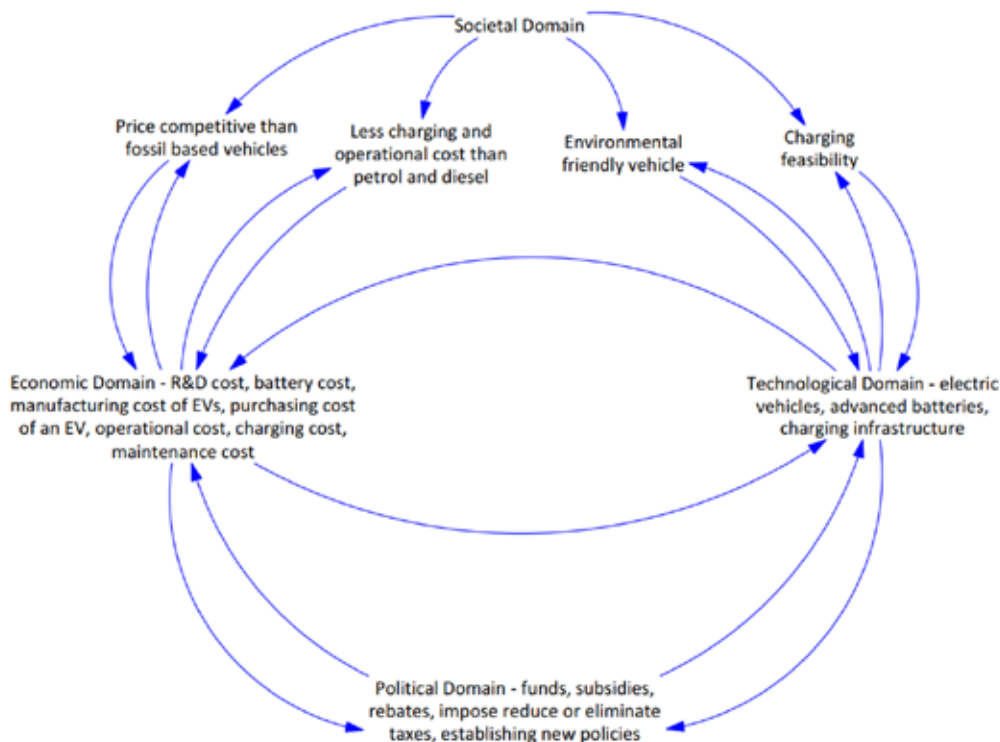 Societal Domain
Price competitive than
fossil based vehicles
Less charging and
operational cost than
petrol and diesel
Environmental
friendly vehicle
Charging
feasibility
Economic Domain - R&D cost, battery cost,
manufacturing cost of EVs, purchasing cost
of an EV, operational cost, charging cost,
maintenance cost
Technological Domain - electric
vehicles, advanced batteries,
charging infrastructure
Political Domain - funds, subsidies,
rebates, impose reduce or eliminate
taxes, establishing new policies